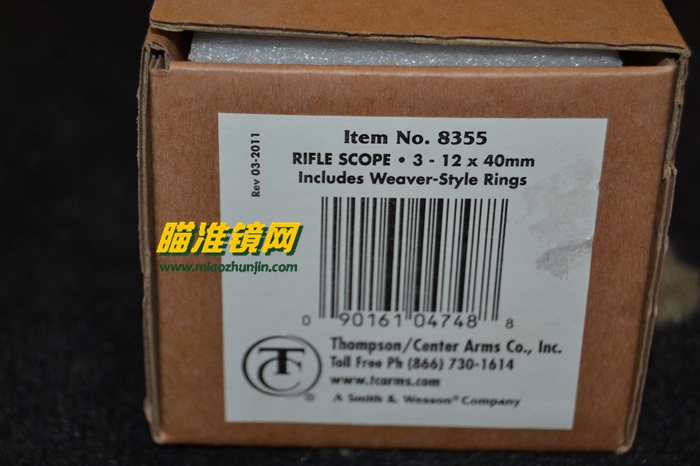 Item No. 8355
RIFLE SCOPE • 3 - 12 x 40mm
Includes Weaver-Style Rings
Rev 03-2011
瞄准镜网
www.miaozhunjin.com
0 90161 04748 8
TC
®
Thompson/Center Arms Co., Inc.
Toll Free Ph (866) 730-1614
www.tcarms.com
A Smith & Wesson® Company